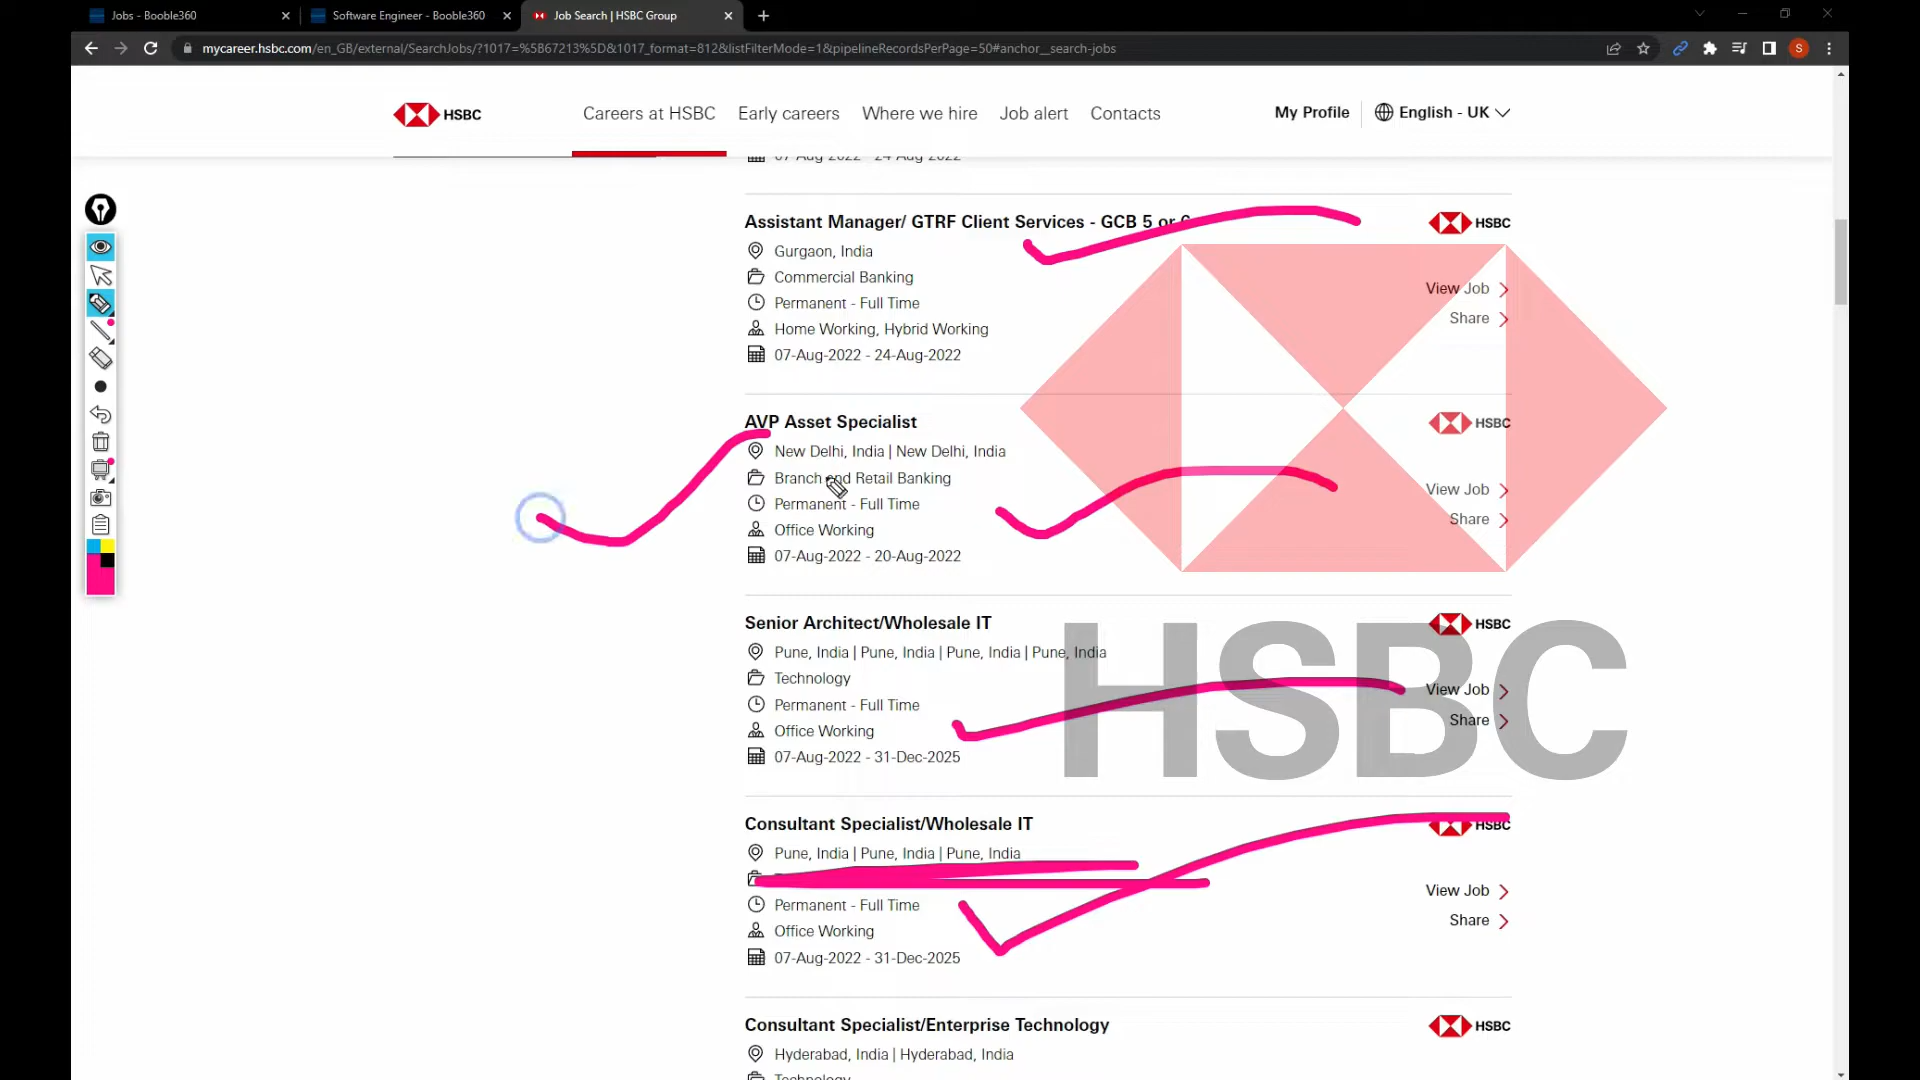 Jobs - Booble360
Software Engineer - Booble360
Job Search | HSBC Group
mycareer.hsbc.com/en_GB/external/SearchJobs/?1017=%5B67213%5D&1017_format=812&listFilterMode=1&pipelineRecordsPerPage=50#anchor__search-jobs
S
HSBC
Careers at HSBC
Early careers
Where we hire
Job alert
Contacts
My Profile
English - UK
07-Aug-2022 - 24-Aug-2022
Assistant Manager/ GTRF Client Services - GCB 5 or 6
HSBC
Gurgaon, India
Commercial Banking
View Job
Permanent - Full Time
Share
Home Working, Hybrid Working
07-Aug-2022 - 24-Aug-2022
AVP Asset Specialist
HSBC
New Delhi, India | New Delhi, India
Branch and Retail Banking
View Job
Permanent - Full Time
Share
Office Working
07-Aug-2022 - 20-Aug-2022
Senior Architect/Wholesale IT
HSBC
Pune, India | Pune, India | Pune, India | Pune, India
Technology
View Job
Permanent - Full Time
Share
Office Working
07-Aug-2022 - 31-Dec-2025
HSBC
Consultant Specialist/Wholesale IT
HSBC
Pune, India | Pune, India | Pune, India
View Job
Permanent - Full Time
Share
Office Working
07-Aug-2022 - 31-Dec-2025
Consultant Specialist/Enterprise Technology
HSBC
Hyderabad, India | Hyderabad, India
Technology